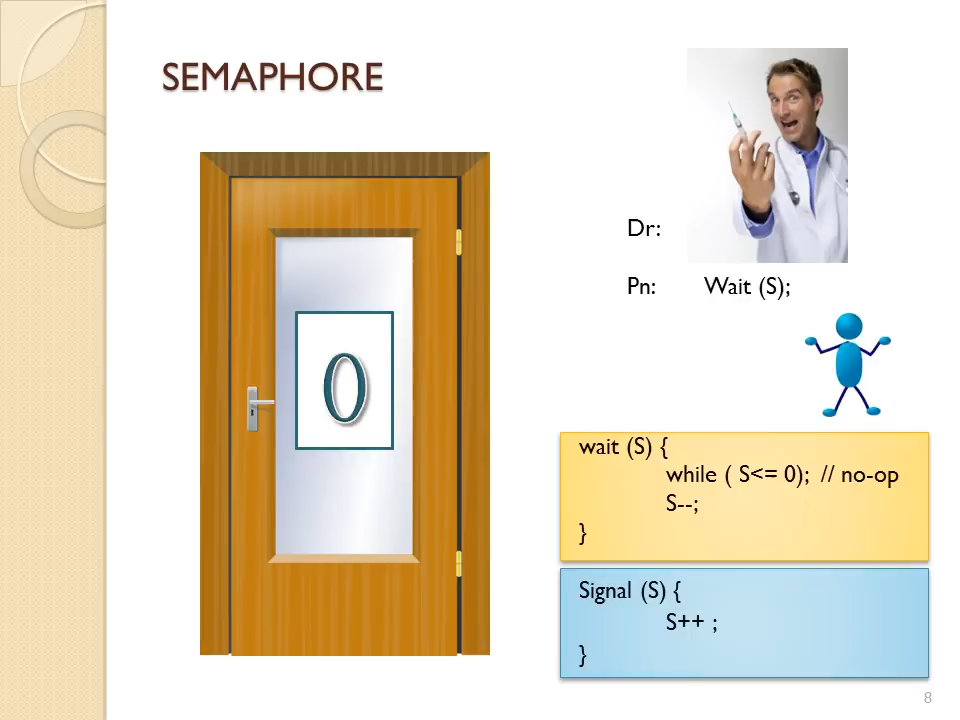 SEMAPHORE
0
Dr:
Pn: Wait (S);
wait (S) {
while ( S<= 0); // no-op
S--;
}
Signal (S) {
S++ ;
}
8